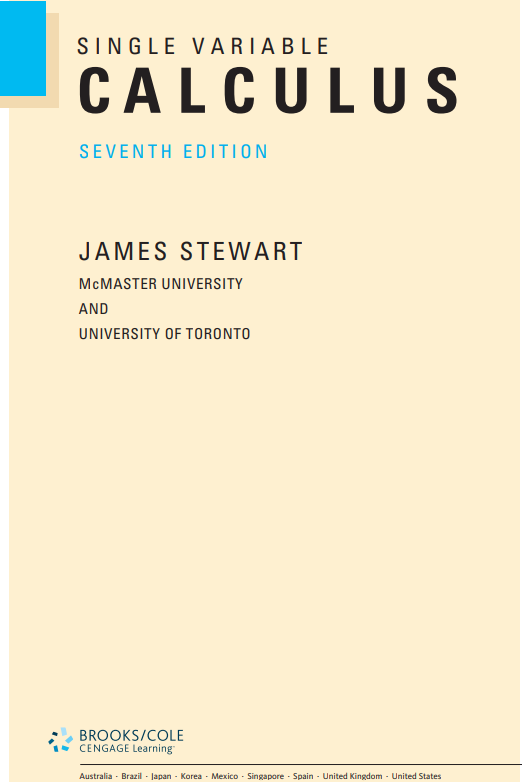 SINGLE VARIABLE
CALCULUS
SEVENTH EDITION
JAMES STEWART
McMASTER UNIVERSITY
AND
UNIVERSITY OF TORONTO
BROOKS/COLE
CENGAGE Learning™
Australia · Brazil · Japan · Korea · Mexico · Singapore · Spain · United Kingdom · United States